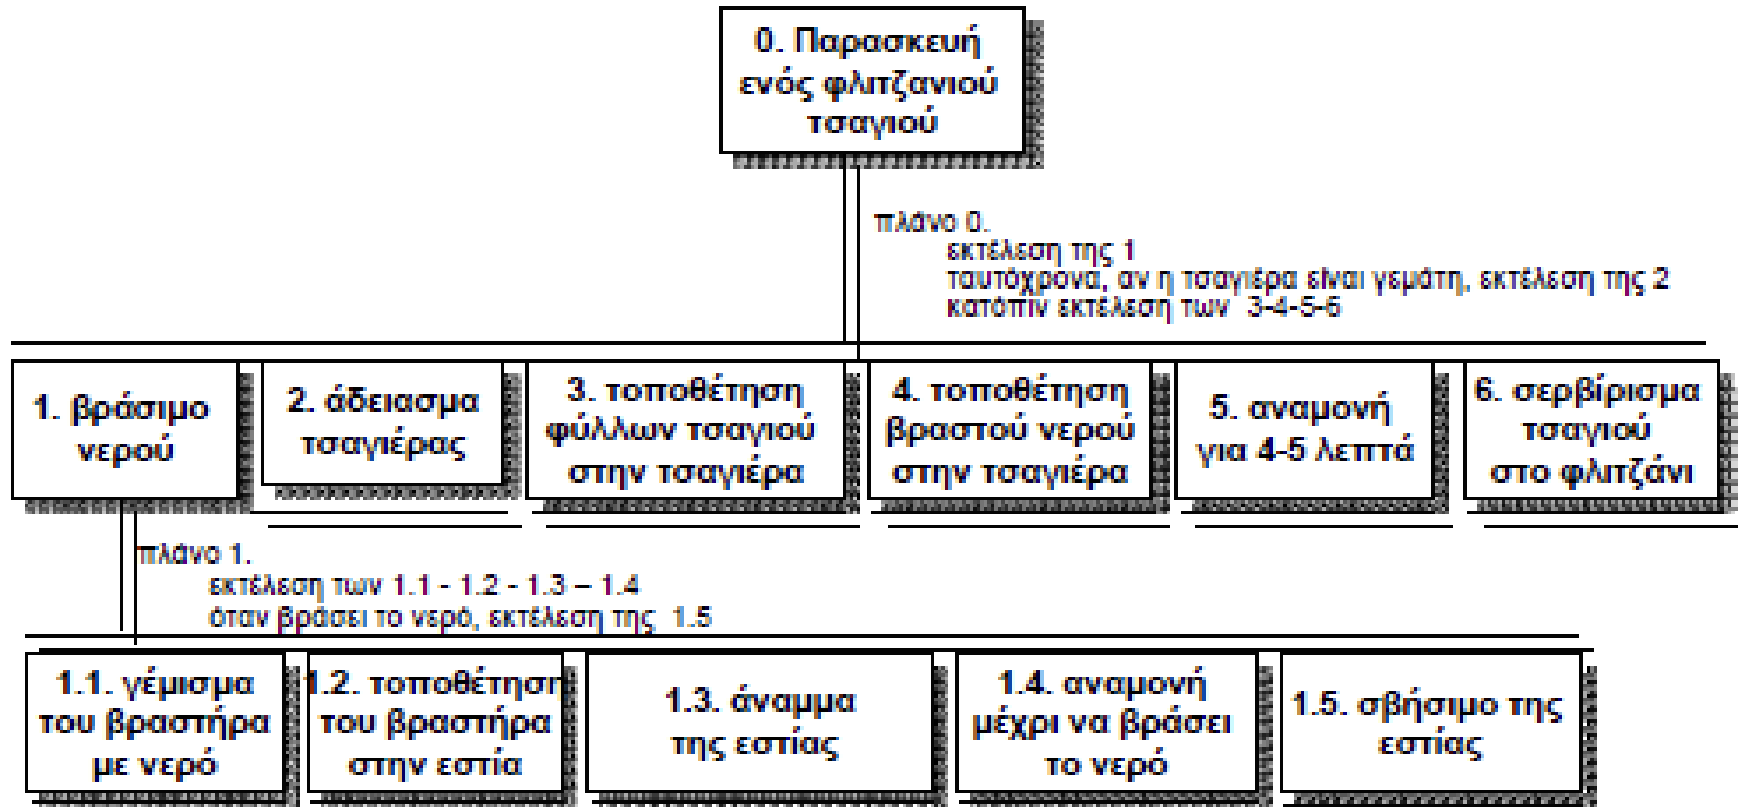 0. Παρασκευή
ενός φλιτζανιού
τσαγιού
πλάνο 0.
εκτέλεση της 1
ταυτόχρονα, αν η τσαγιέρα είναι γεμάτη, εκτέλεση της 2
κατόπιν εκτέλεση των 3-4-5-6
1. βράσιμο
νερού
2. άδειασμα
τσαγιέρας
3. τοποθέτηση
φύλλων τσαγιού
στην τσαγιέρα
4. τοποθέτηση
βραστού νερού
στην τσαγιέρα
5. αναμονή
για 4-5 λεπτά
6. σερβίρισμα
τσαγιού
στο φλιτζάνι
πλάνο 1.
εκτέλεση των 1.1 - 1.2 - 1.3 – 1.4
όταν βράσει το νερό, εκτέλεση της 1.5
1.1. γέμισμα
του βραστήρα
με νερό
1.2. τοποθέτηση
του βραστήρα
στην εστία
1.3. άναμμα
της εστίας
1.4. αναμονή
μέχρι να βράσει
το νερό
1.5. σβήσιμο της
εστίας